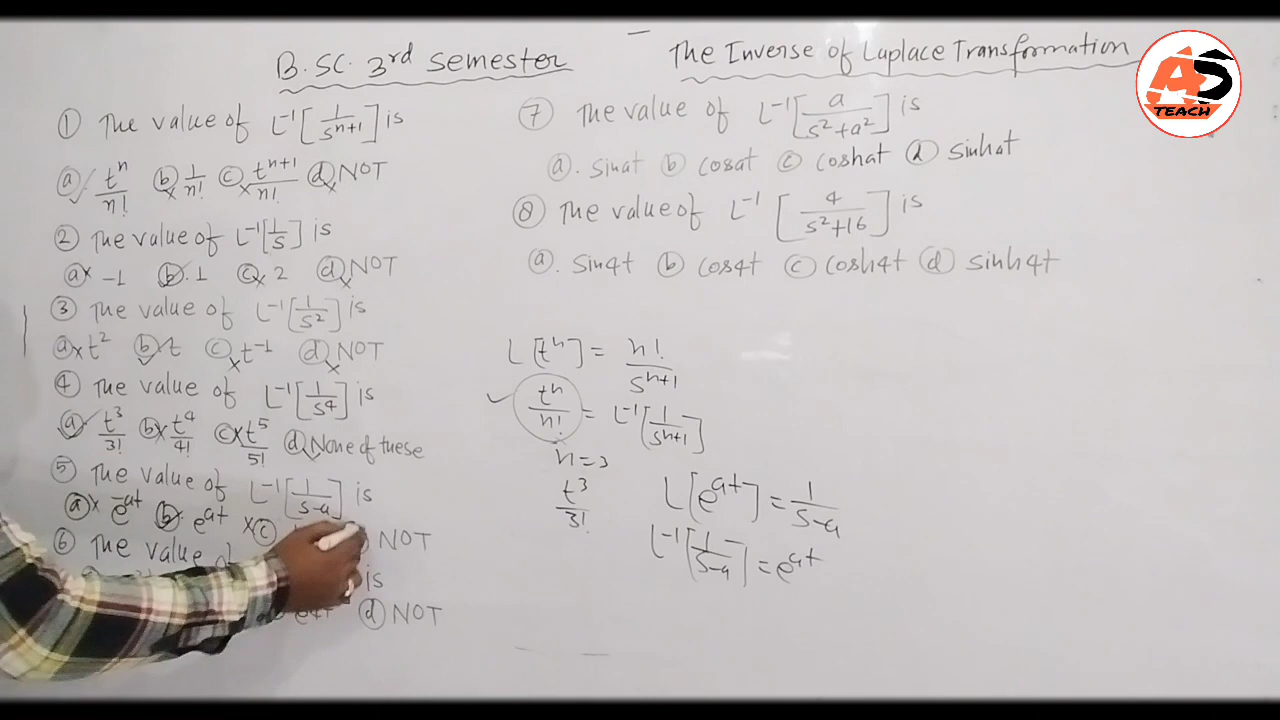 B.SC. 3rd Semester
The Inverse of Laplace Transformation
AS
TEACH
① The value of L⁻¹[1/sⁿ⁺¹] is
ⓐ tⁿ/n! ⓑ 1/n! ⓒ tⁿ⁺¹/n! ⓓ NOT
② The value of L⁻¹[1/s] is
ⓐ -1 ⓑ 1 ⓒ 2 ⓓ NOT
③ The value of L⁻¹[1/s²] is
ⓐ t² ⓑ t ⓒ t⁻¹ ⓓ NOT
④ The value of L⁻¹[1/s⁴] is
ⓐ t³/3! ⓑ t⁴/4! ⓒ t⁵/5! ⓓ None of these
⑤ The value of L⁻¹[1/s-a] is
ⓐ e⁻ᵃᵗ ⓑ eᵃᵗ ⓒ NOT
⑥ The value of is
ⓓ NOT
⑦ The value of L⁻¹[a/s²+a²] is
ⓐ. sinat ⓑ cosat ⓒ coshat ⓓ sinhat
⑧ The value of L⁻¹[4/s²+16] is
ⓐ. sin4t ⓑ cos4t ⓒ cosh4t ⓓ sinh4t
L[tⁿ] = n!/sⁿ⁺¹
tⁿ/n! = L⁻¹[1/sⁿ⁺¹]
n=3
t³/3!
L[eᵃᵗ] = 1/s-a
L⁻¹[1/s-a] = eᵃᵗ